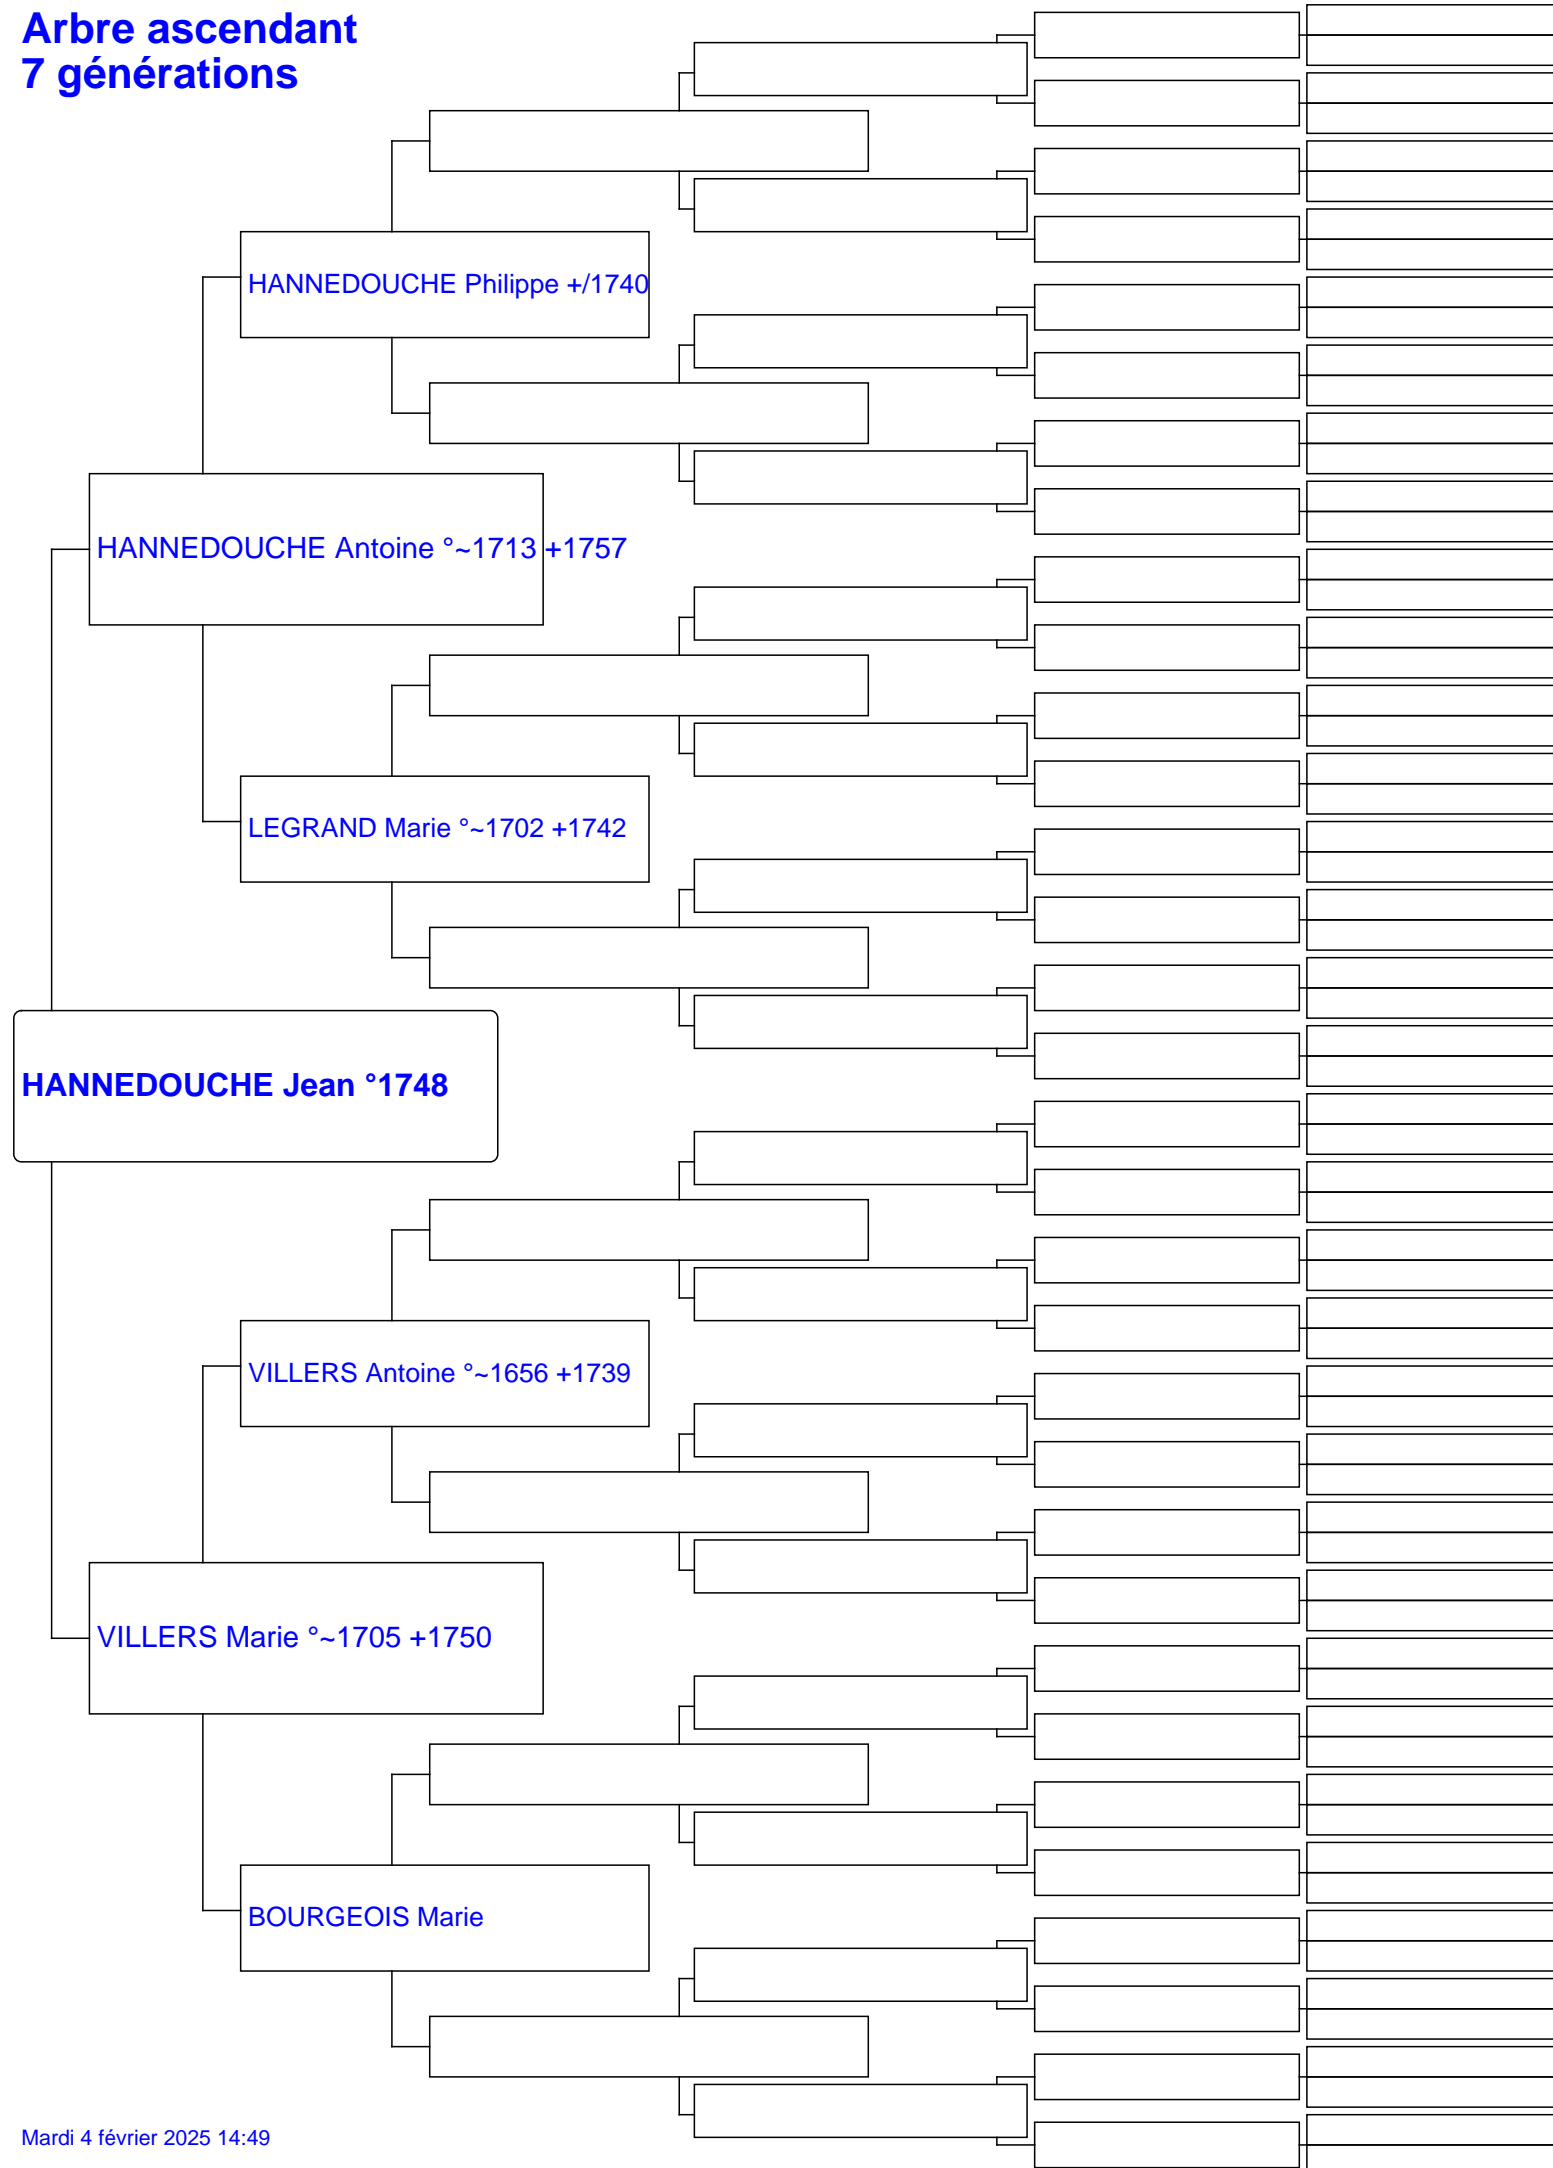 Arbre ascendant
7 générations
HANNEDOUCHE Philippe +/1740
HANNEDOUCHE Antoine °~1713 +1757
LEGRAND Marie °~1702 +1742
HANNEDOUCHE Jean °1748
VILLERS Antoine °~1656 +1739
VILLERS Marie °~1705 +1750
BOURGEOIS Marie
Mardi 4 février 2025 14:49